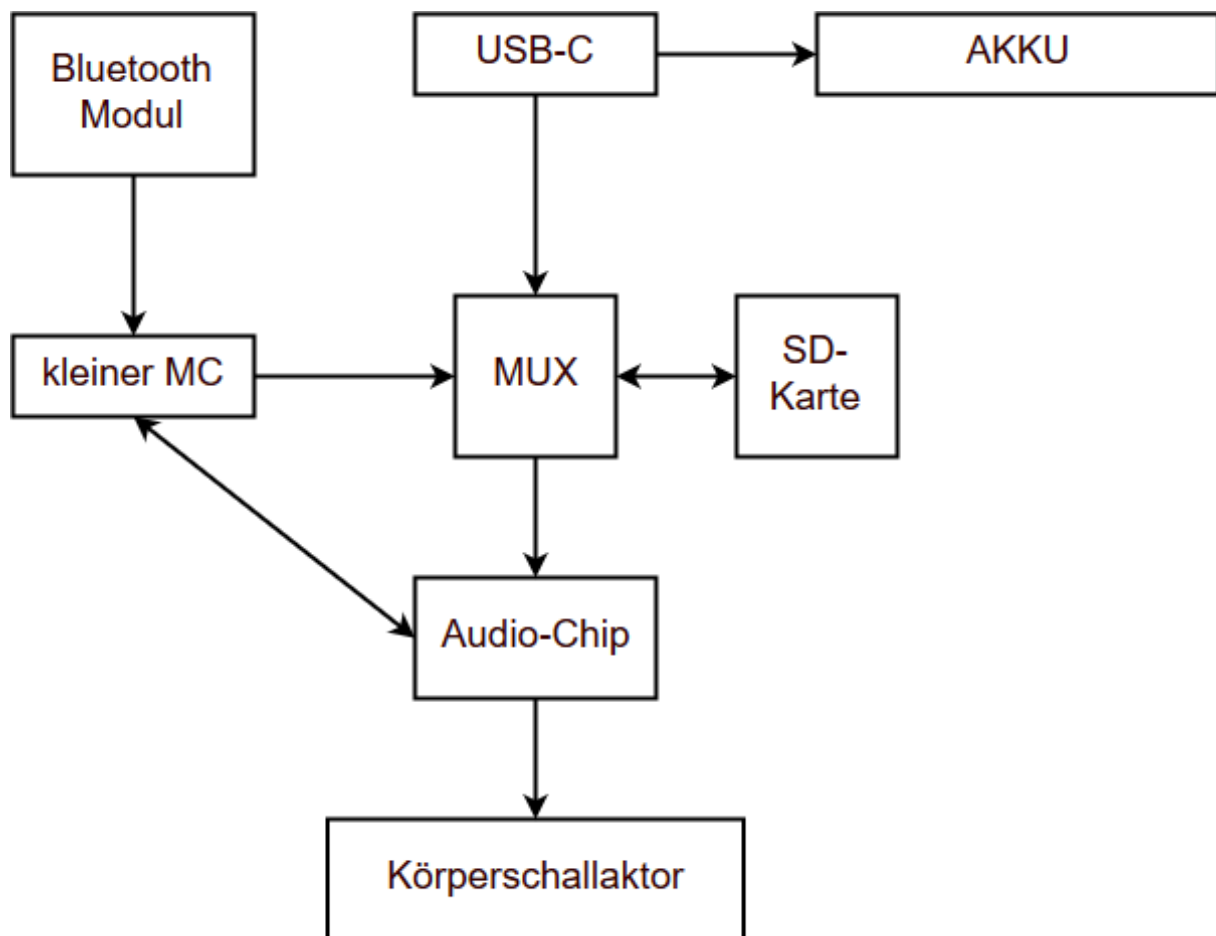 Bluetooth
Modul
USB-C
AKKU
kleiner MC
MUX
SD-
Karte
Audio-Chip
Körperschallaktor